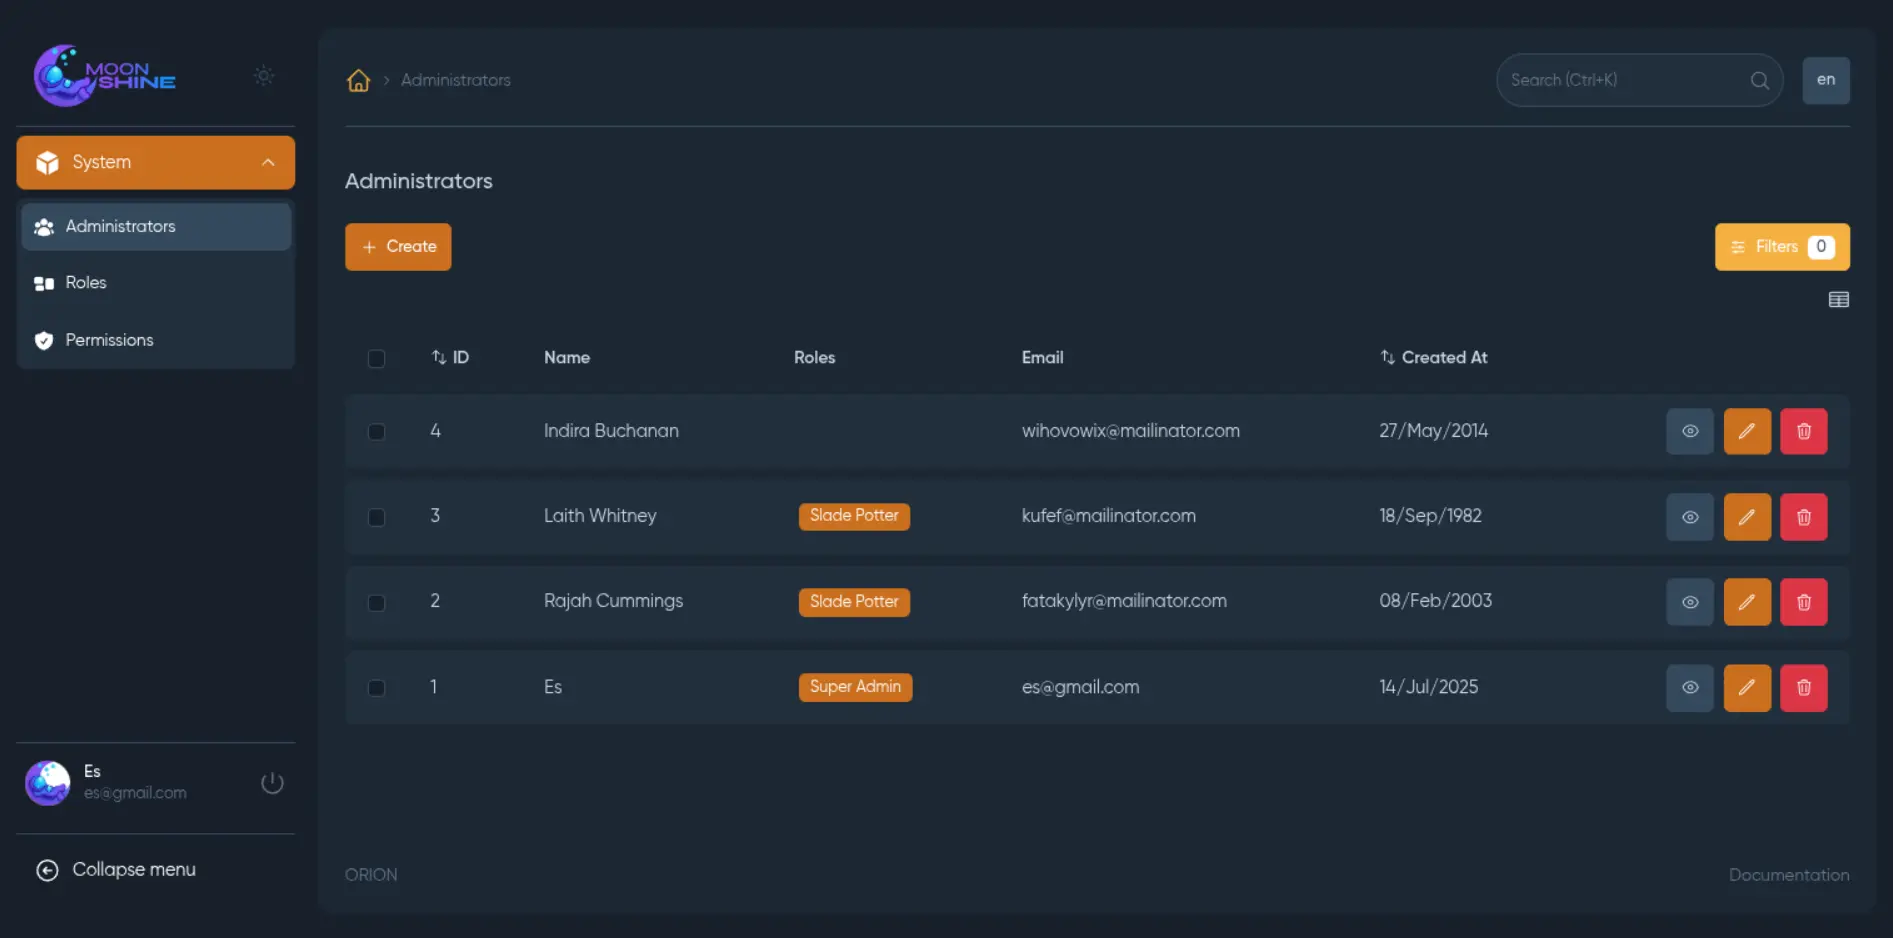 MOON
SHINE
System
Administrators
Roles
Permissions
Es
es@gmail.com
Collapse menu
Administrators
Search (Ctrl+K)
en
Administrators
Create
Filters 0
ID Name Roles Email Created At
4 Indira Buchanan wihovowix@mailinator.com 27/May/2014
3 Laith Whitney Slade Potter kufef@mailinator.com 18/Sep/1982
2 Rajah Cummings Slade Potter fatakylyr@mailinator.com 08/Feb/2003
1 Es Super Admin es@gmail.com 14/Jul/2025
ORION
Documentation